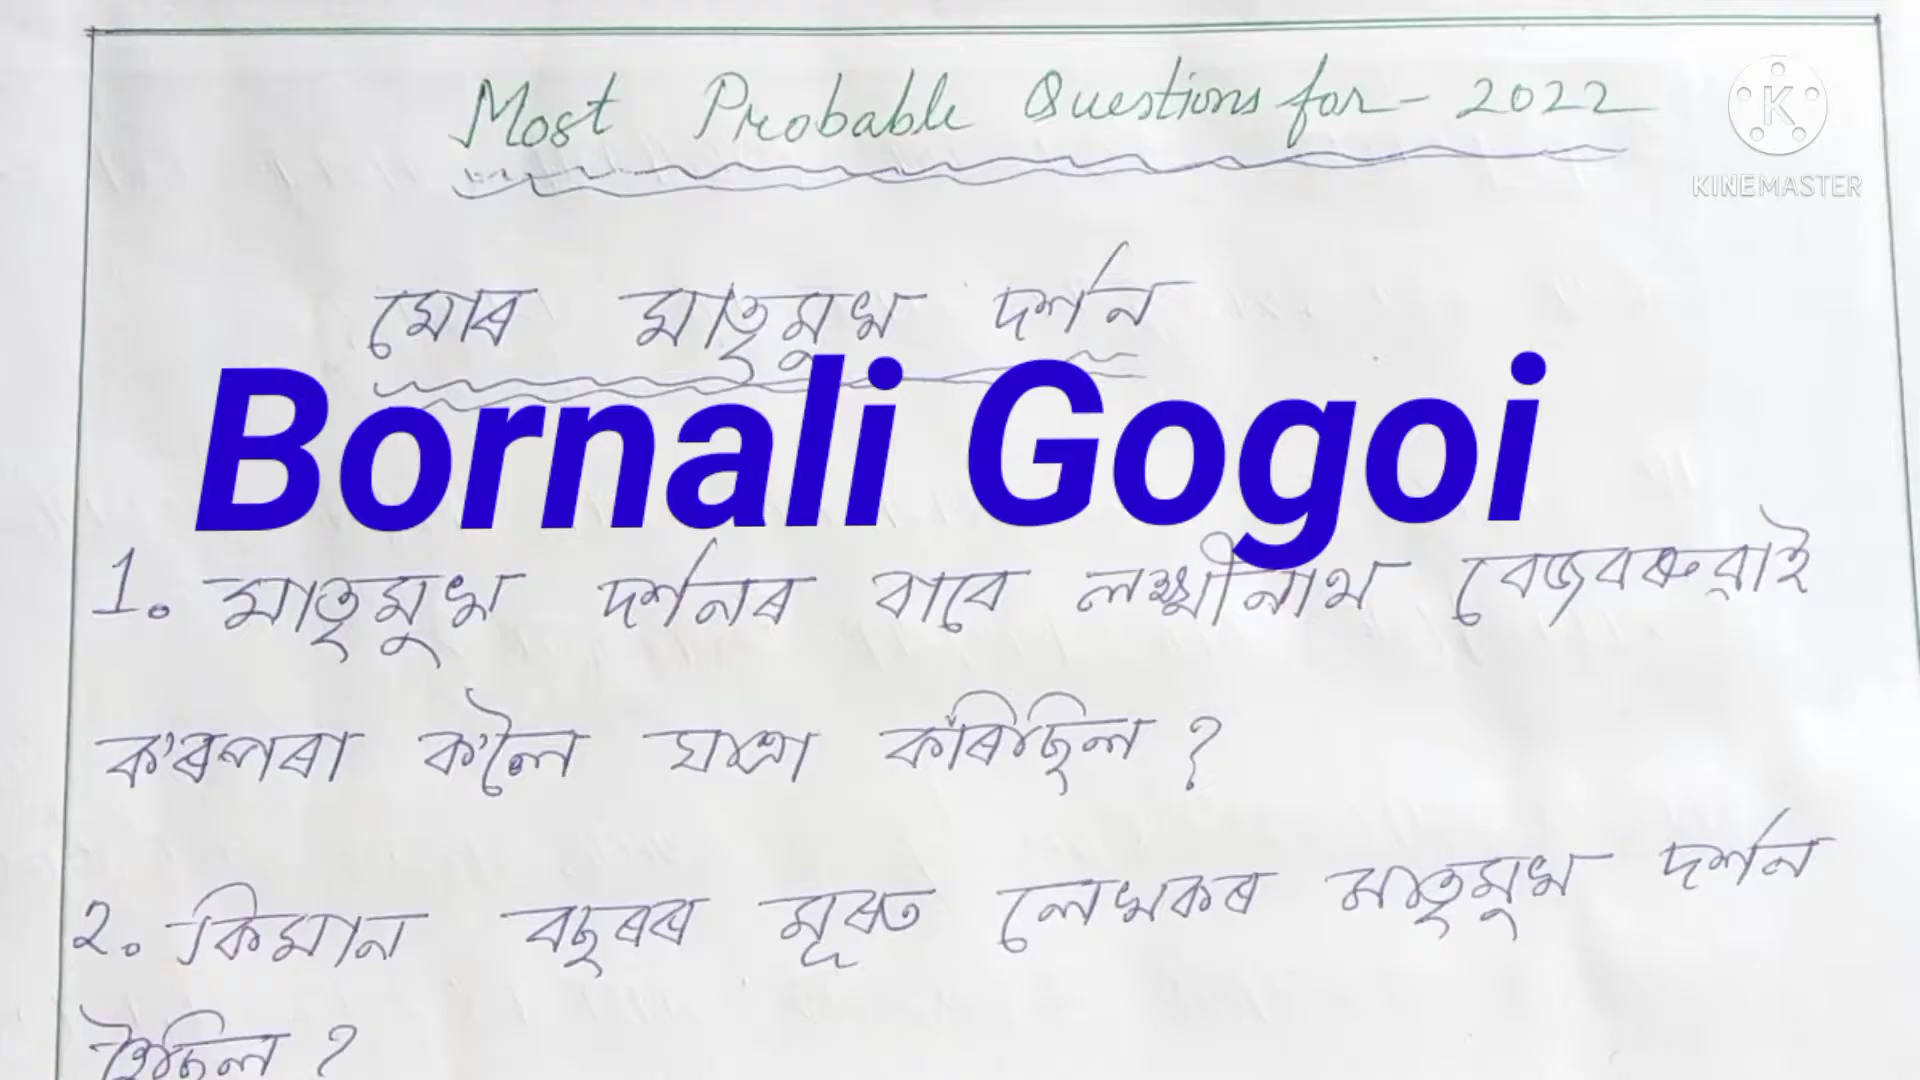 Most Probable Questions for - 2022
KINEMASTER
মোৰ মাতৃমুখ দৰ্শন
Bornali Gogoi
1. মাতৃমুখ দৰ্শনৰ বাবে লক্ষ্মীনাথ বেজবৰুৱাই
ক'ৰপৰা ক'লৈ যাত্ৰা কৰিছিল ?
২. কিমান বছৰৰ মূৰত লেখকৰ মাতৃমুখ দৰ্শন
হৈছিল ?